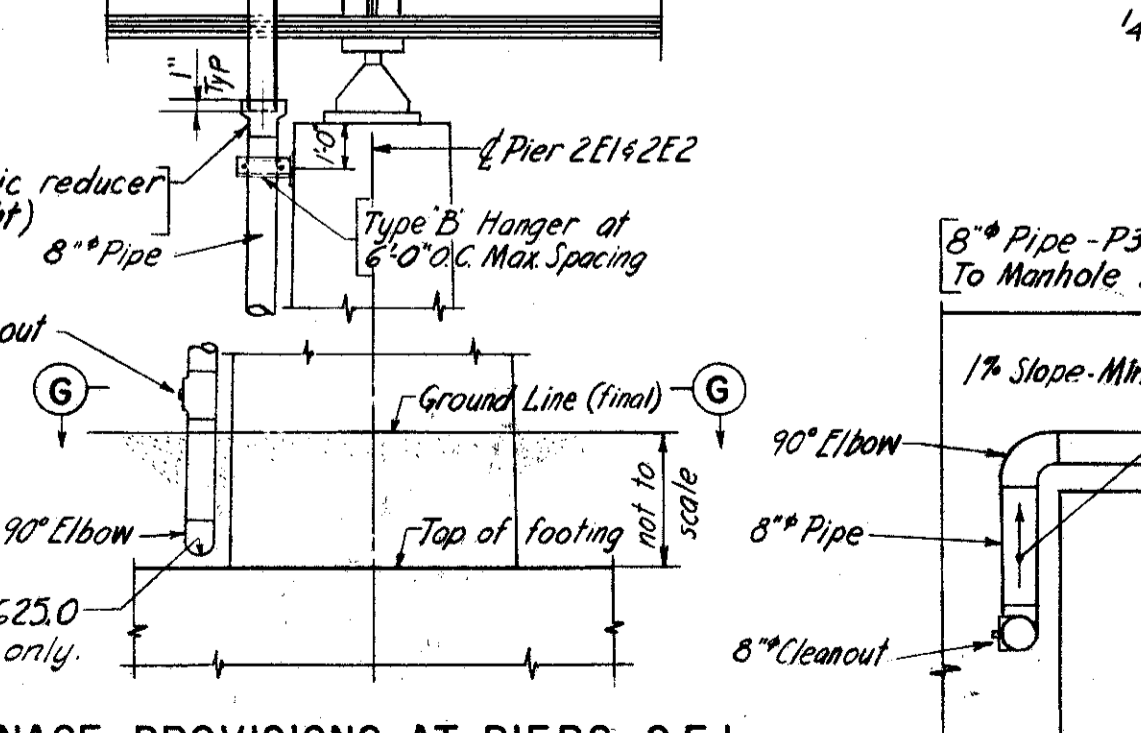 1"
Typ
1'-0"
℄ Pier 2E1 & 2E2
ic reducer
8"ø Pipe
Type "B" Hanger at
6'-0" O.C. Max. Spacing
out
G
Ground Line (final)
G
not to
scale
90° Elbow
Top of footing
only.
8"ø Pipe - P3
To Manhole
1% Slope - Min.
90° Elbow
8"ø Pipe
8"ø Cleanout
NAGE PROVISIONS AT PIERS 2E1